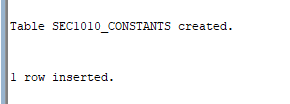 Table SEC1010_CONSTANTS created.
1 row inserted.